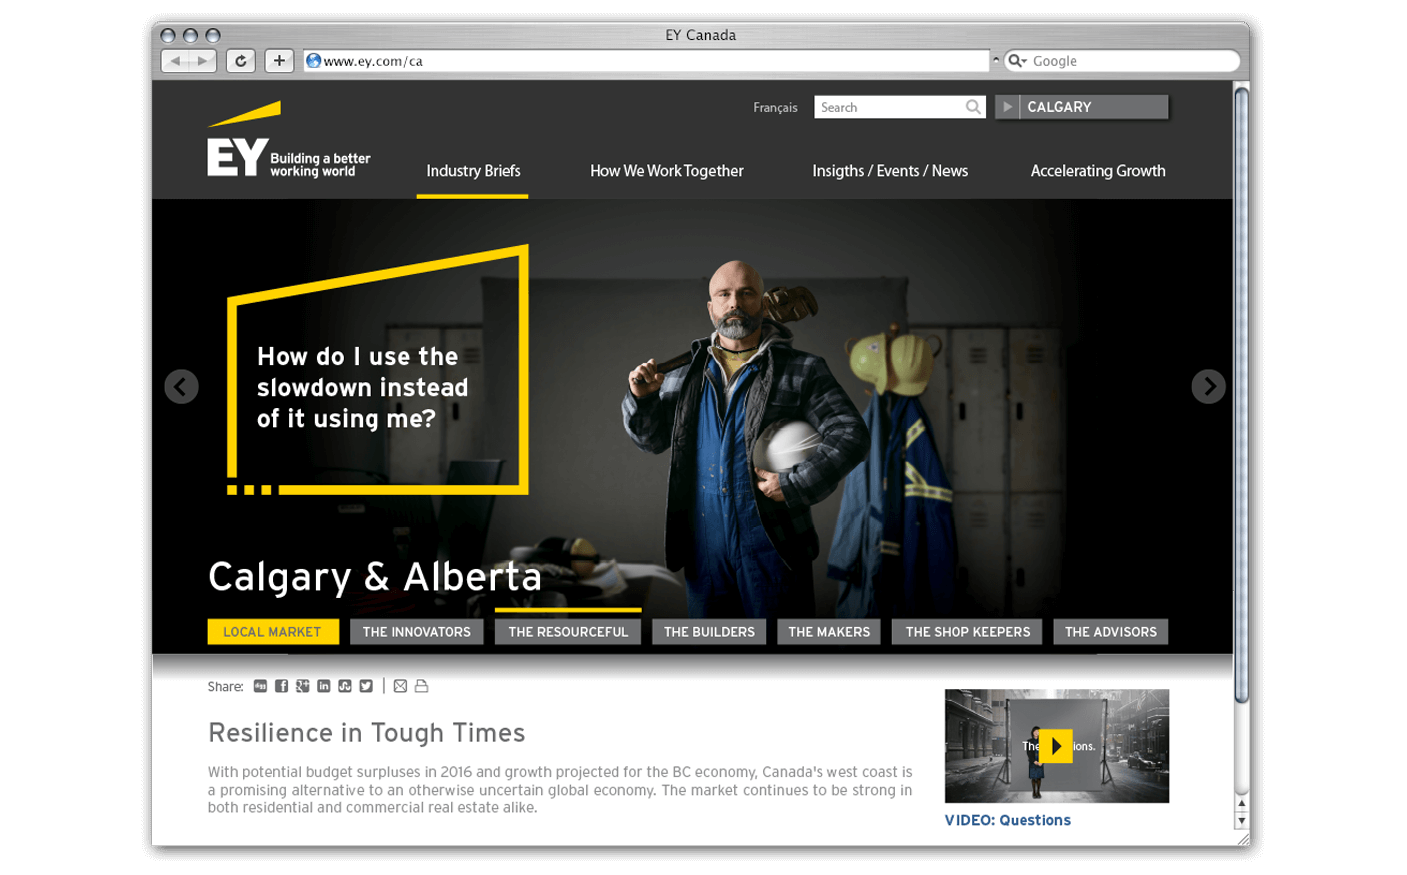 EY Canada
www.ey.com/ca
Google
Français
Search
CALGARY
EY Building a better
working world
Industry Briefs
How We Work Together
Insigths / Events / News
Accelerating Growth
How do I use the
slowdown instead
of it using me?
Calgary & Alberta
LOCAL MARKET
THE INNOVATORS
THE RESOURCEFUL
THE BUILDERS
THE MAKERS
THE SHOP KEEPERS
THE ADVISORS
Share:
Resilience in Tough Times
With potential budget surpluses in 2016 and growth projected for the BC economy, Canada's west coast is
a promising alternative to an otherwise uncertain global economy. The market continues to be strong in
both residential and commercial real estate alike.
VIDEO: Questions